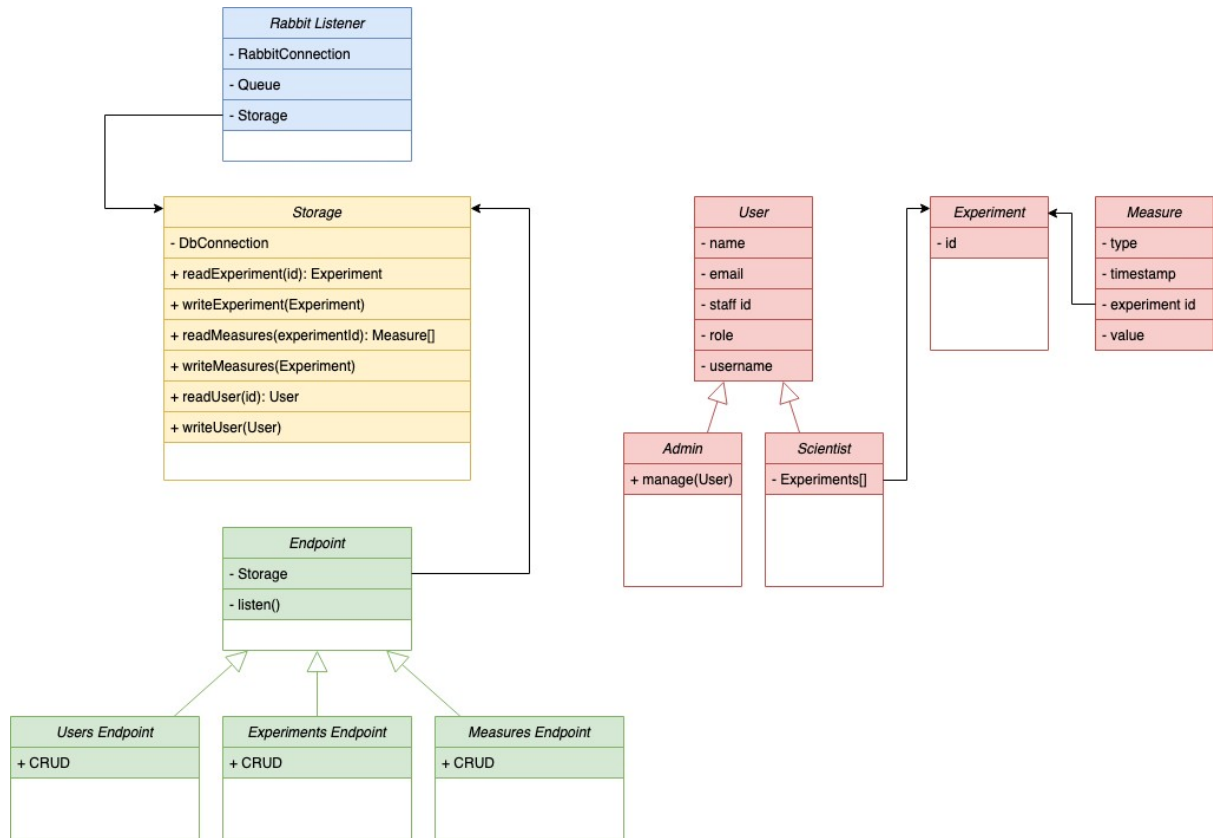 Rabbit Listener
- RabbitConnection
- Queue
- Storage
Storage
- DbConnection
+ readExperiment(id): Experiment
+ writeExperiment(Experiment)
+ readMeasures(experimentId): Measure[]
+ writeMeasures(Experiment)
+ readUser(id): User
+ writeUser(User)
User
- name
- email
- staff id
- role
- username
Experiment
- id
Measure
- type
- timestamp
- experiment id
- value
Admin
+ manage(User)
Scientist
- Experiments[]
Endpoint
- Storage
- listen()
Users Endpoint
+ CRUD
Experiments Endpoint
+ CRUD
Measures Endpoint
+ CRUD